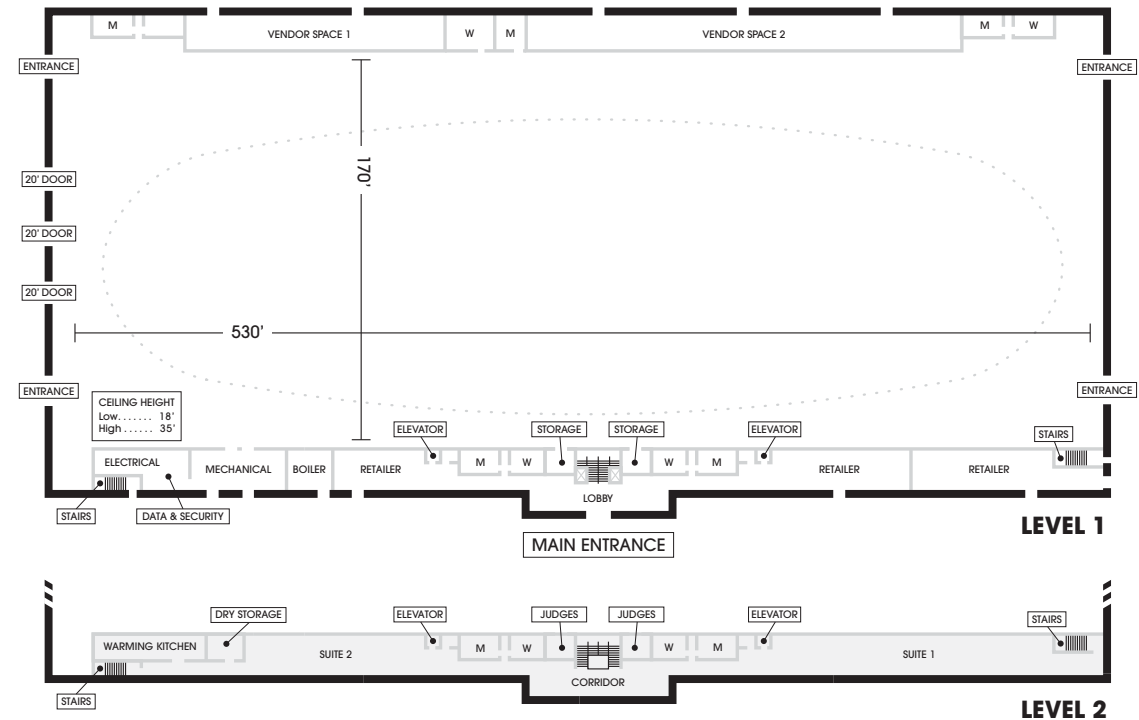 M
VENDOR SPACE 1
W
M
VENDOR SPACE 2
M
W
ENTRANCE
ENTRANCE
170'
20' DOOR
20' DOOR
20' DOOR
530'
ENTRANCE
ENTRANCE
CEILING HEIGHT
Low....... 18'
High...... 35'
ELEVATOR
STORAGE
STORAGE
ELEVATOR
STAIRS
ELECTRICAL
MECHANICAL
BOILER
RETAILER
M
W
W
M
RETAILER
RETAILER
LOBBY
STAIRS
DATA & SECURITY
MAIN ENTRANCE
LEVEL 1
DRY STORAGE
ELEVATOR
JUDGES
JUDGES
ELEVATOR
STAIRS
WARMING KITCHEN
SUITE 2
M
W
W
M
SUITE 1
CORRIDOR
STAIRS
LEVEL 2